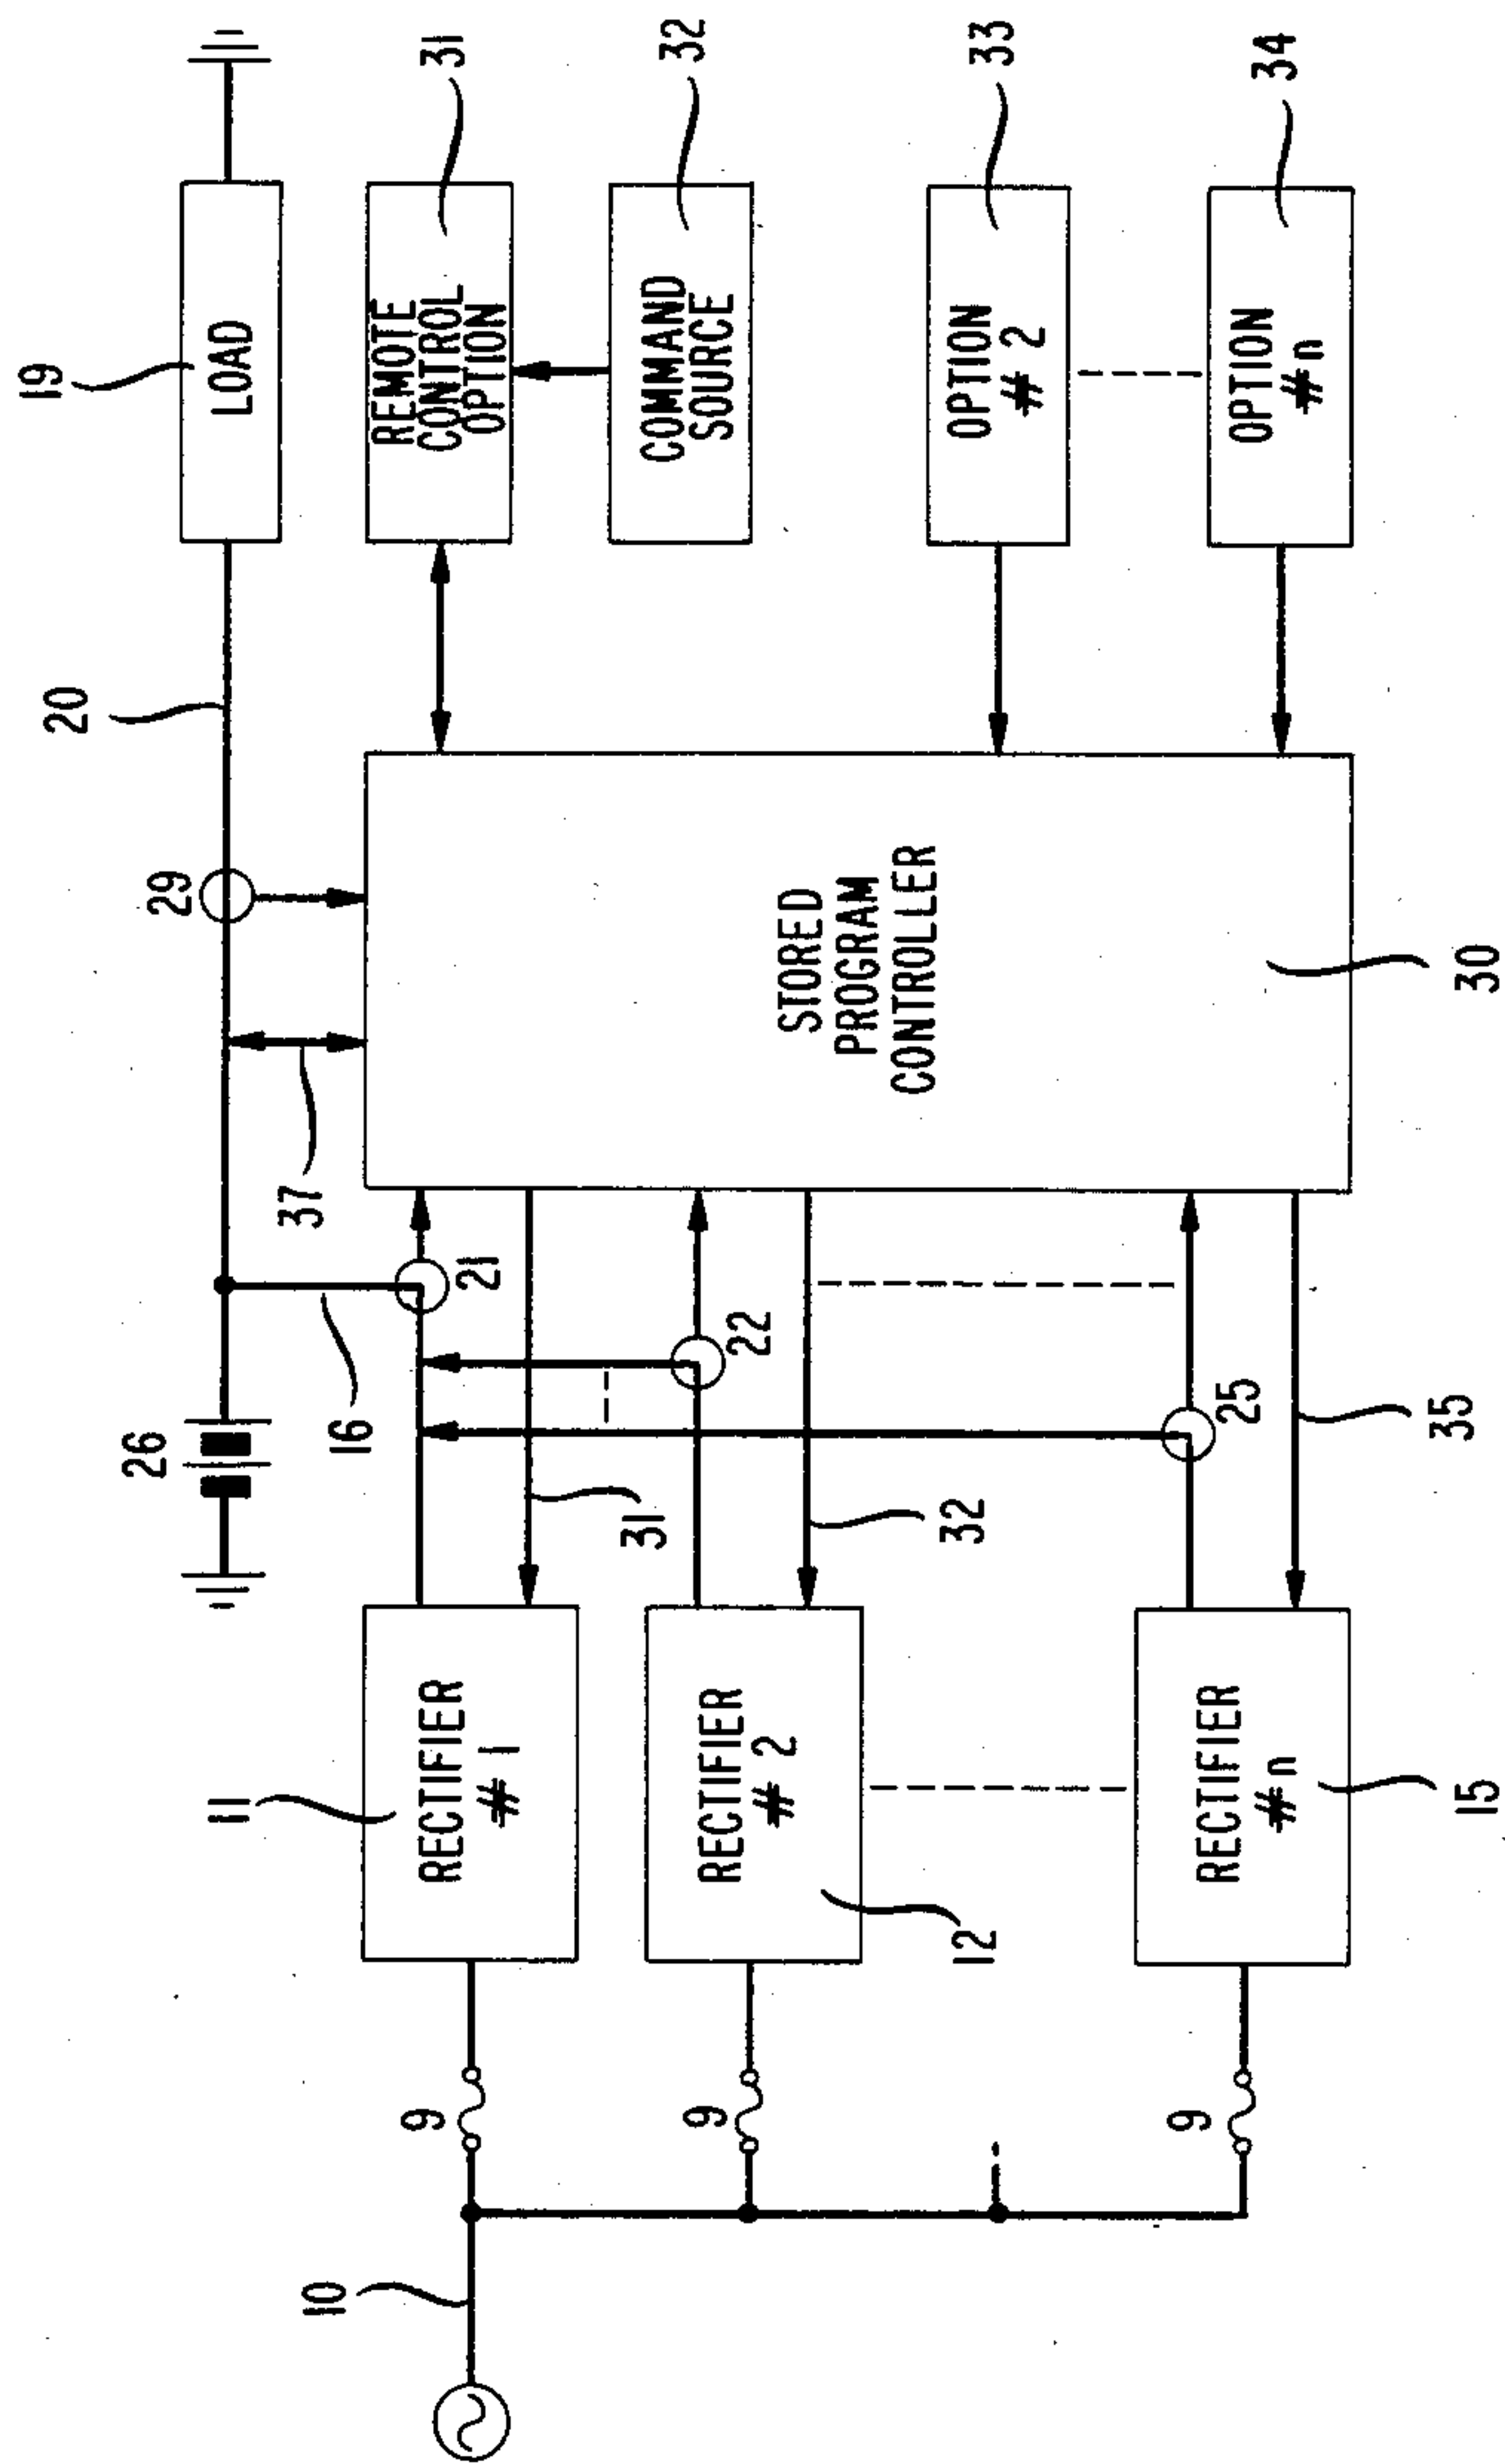 10
9
9
9
11
RECTIFIER
# 1
RECTIFIER
# 2
12
RECTIFIER
# n
15
26
16
37
21
22
25
31
32
35
29
20
STORED
PROGRAM
CONTROLLER
30
19
LOAD
REMOTE
CONTROL
OPTION
31
COMMAND
SOURCE
32
OPTION
# 2
33
OPTION
# n
34